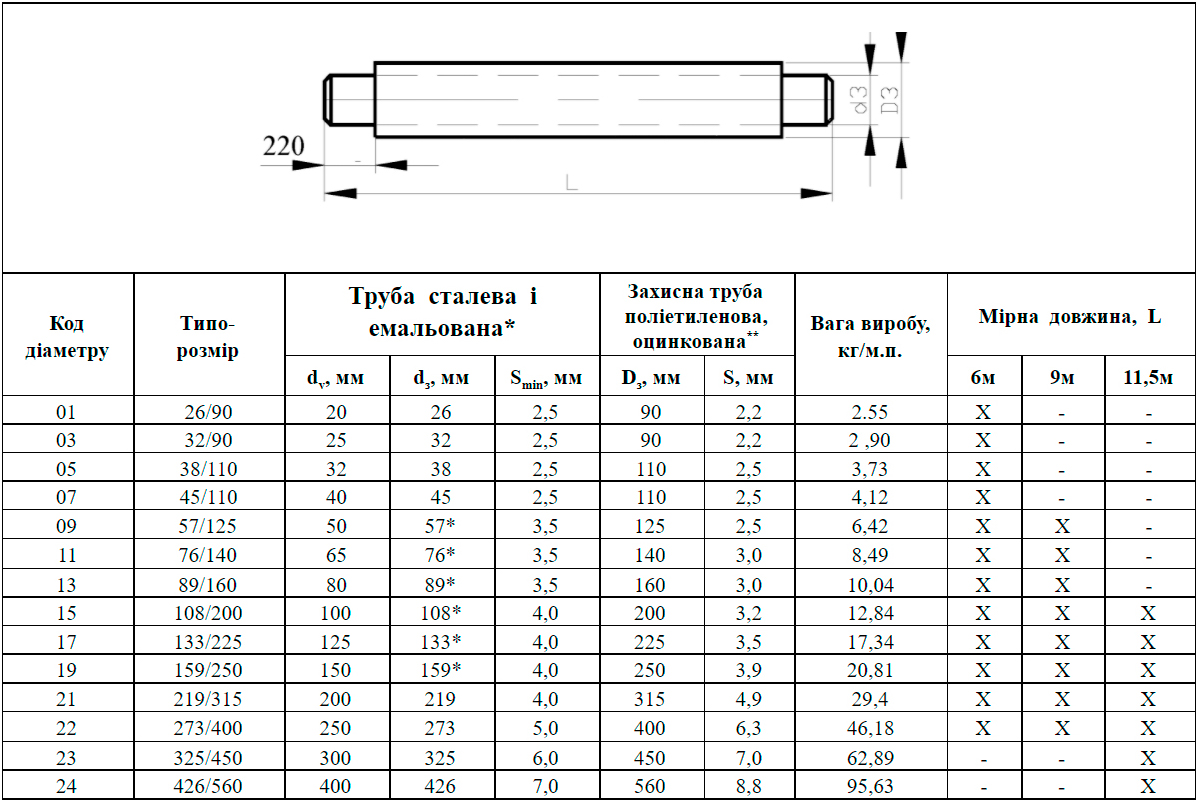 220
L
d3
D3
Код діаметру
Типо-розмір
Труба сталева і емальована*
Захисна труба поліетиленова, оцинкована**
Вага виробу, кг/м.п.
Мірна довжина, L
dᵥ, мм
dз, мм
Smin, мм
Dз, мм
S, мм
6м
9м
11,5м
01 26/90 20 26 2,5 90 2,2 2.55 X - -
03 32/90 25 32 2,5 90 2,2 2 ,90 X - -
05 38/110 32 38 2,5 110 2,5 3,73 X - -
07 45/110 40 45 2,5 110 2,5 4,12 X - -
09 57/125 50 57* 3,5 125 2,5 6,42 X X -
11 76/140 65 76* 3,5 140 3,0 8,49 X X -
13 89/160 80 89* 3,5 160 3,0 10,04 X X -
15 108/200 100 108* 4,0 200 3,2 12,84 X X X
17 133/225 125 133* 4,0 225 3,5 17,34 X X X
19 159/250 150 159* 4,0 250 3,9 20,81 X X X
21 219/315 200 219 4,0 315 4,9 29,4 X X X
22 273/400 250 273 5,0 400 6,3 46,18 X X X
23 325/450 300 325 6,0 450 7,0 62,89 - - X
24 426/560 400 426 7,0 560 8,8 95,63 - - X